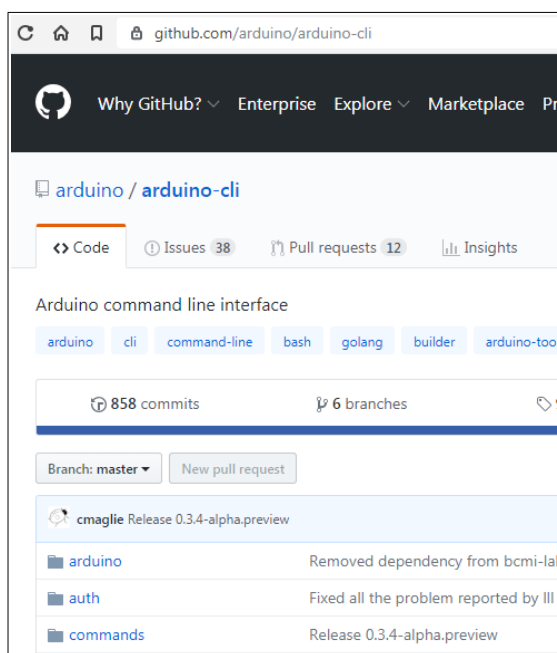 github.com/arduino/arduino-cli
Why GitHub? Enterprise Explore Marketplace
arduino / arduino-cli
Code Issues 38 Pull requests 12 Insights
Arduino command line interface
arduino cli command-line bash golang builder
858 commits 6 branches
Branch: master New pull request
cmaglie Release 0.3.4-alpha.preview
arduino Removed dependency from
auth Fixed all the problem reported by
commands Release 0.3.4-alpha.preview